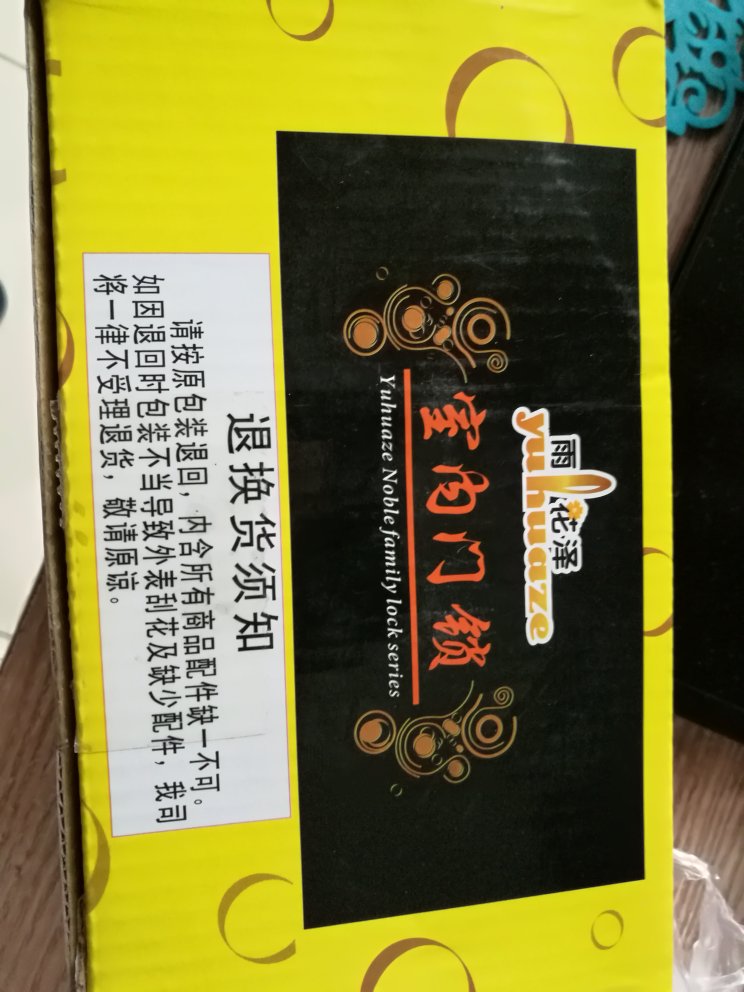 雨花泽
yuhuaze
室内门锁
Yuhuaze Noble family lock series
退换货须知
请按原包装退回，内含所有商品配件缺一不可。
如因退回时包装不当导致外表刮花及缺少配件，我司
将一律不受理退货，敬请原谅。